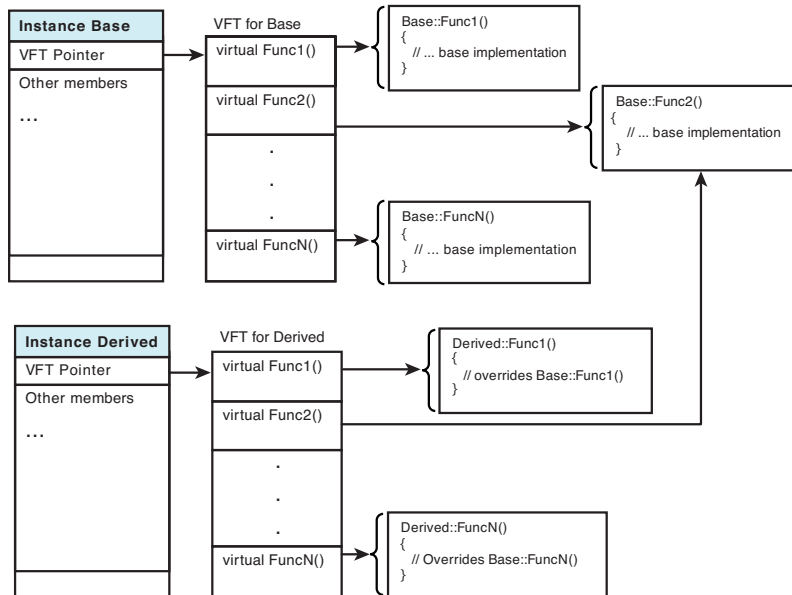 Instance Base
VFT Pointer
Other members
...
VFT for Base
virtual Func1()
virtual Func2()
.
.
.
virtual FuncN()
Base::Func1()
{
// ... base implementation
}
Base::Func2()
{
// ... base implementation
}
Base::FuncN()
{
// ... base implementation
}
Instance Derived
VFT Pointer
Other members
...
VFT for Derived
virtual Func1()
virtual Func2()
.
.
.
virtual FuncN()
Derived::Func1()
{
// overrides Base::Func1()
}
Derived::FuncN()
{
// Overrides Base::FuncN()
}